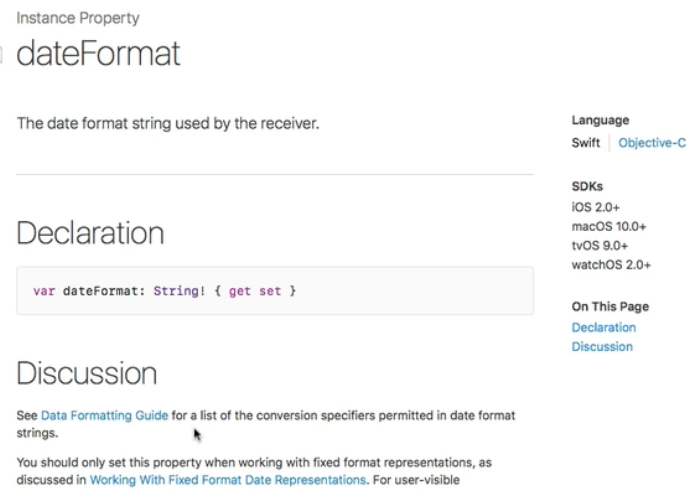 Instance Property
dateFormat
The date format string used by the receiver.
Language
Swift
Objective-C
SDKs
iOS 2.0+
macOS 10.0+
tvOS 9.0+
watchOS 2.0+
On This Page
Declaration
Discussion
Declaration
var dateFormat: String! { get set }
Discussion
See Data Formatting Guide for a list of the conversion specifiers permitted in date format
strings.
You should only set this property when working with fixed format representations, as
discussed in Working With Fixed Format Date Representations. For user-visible